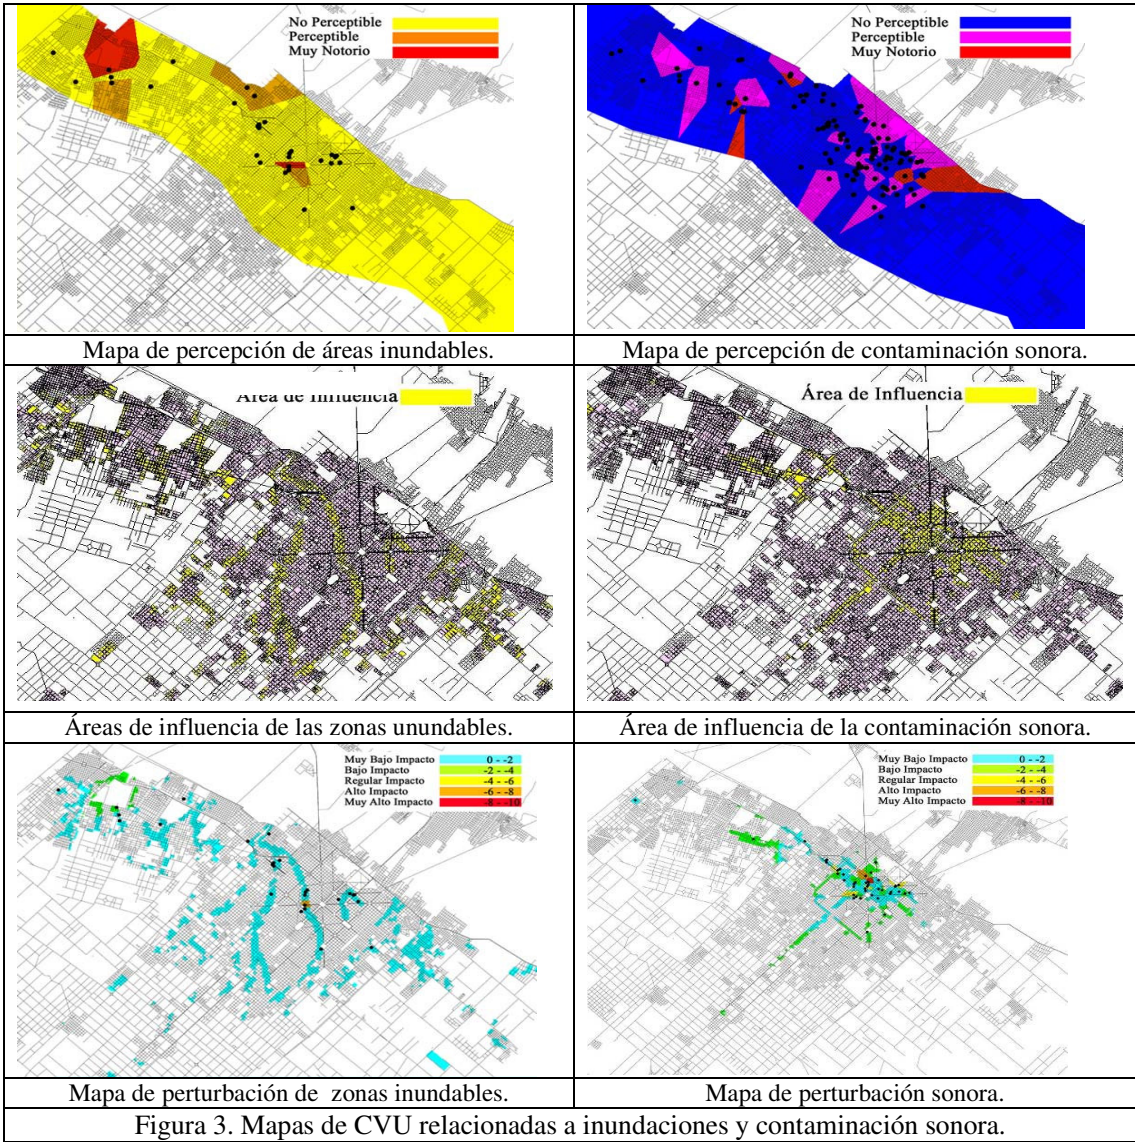 No Perceptible
Perceptible
Muy Notorio
No Perceptible
Perceptible
Muy Notorio
Mapa de percepción de áreas inundables.
Mapa de percepción de contaminación sonora.
Área de Influencia
Área de Influencia
Áreas de influencia de las zonas unundables.
Área de influencia de la contaminación sonora.
Muy Bajo Impacto 0 - -2
Bajo Impacto -2 - -4
Regular Impacto -4 - -6
Alto Impacto -6 - -8
Muy Alto Impacto -8 - -10
Muy Bajo Impacto 0 - -2
Bajo Impacto -2 - -4
Regular Impacto -4 - -6
Alto Impacto -6 - -8
Muy Alto Impacto -8 - -10
Mapa de perturbación de zonas inundables.
Mapa de perturbación sonora.
Figura 3. Mapas de CVU relacionadas a inundaciones y contaminación sonora.